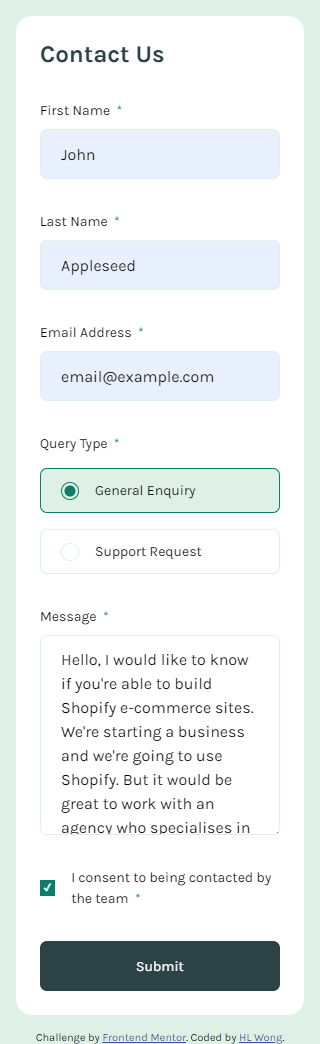 Contact Us
First Name *
John
Last Name *
Appleseed
Email Address *
email@example.com
Query Type *
General Enquiry
Support Request
Message *
Hello, I would like to know
if you're able to build
Shopify e-commerce sites.
We're starting a business
and we're going to use
Shopify. But it would be
great to work with an
agency who specialises in
I consent to being contacted by
the team *
Submit
Challenge by Frontend Mentor. Coded by HL Wong.